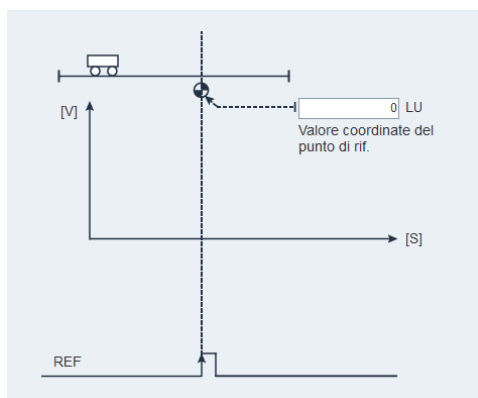 [V]
0 LU
Valore coordinate del
punto di rif.
[S]
REF